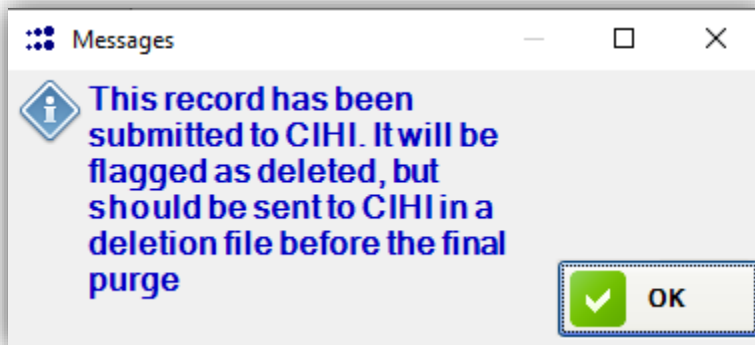 Messages
This record has been
submitted to CIHI. It will be
flagged as deleted, but
should be sent to CIHI in a
deletion file before the final
purge
OK